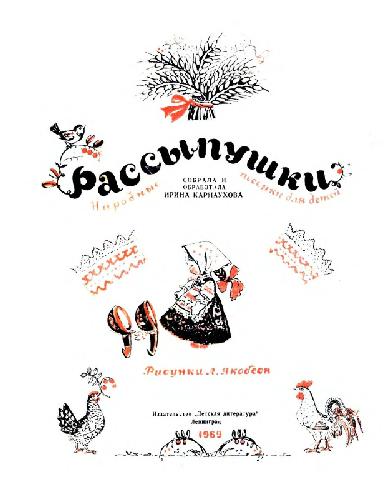 Рассыпушки
Народные песенки для детей
СОБРАЛА И
ОБРАБОТАЛА
ИРИНА КАРНАУХОВА
Рисунки Л. Якобсон
Издательство „Детская литература"
Ленинград
1969